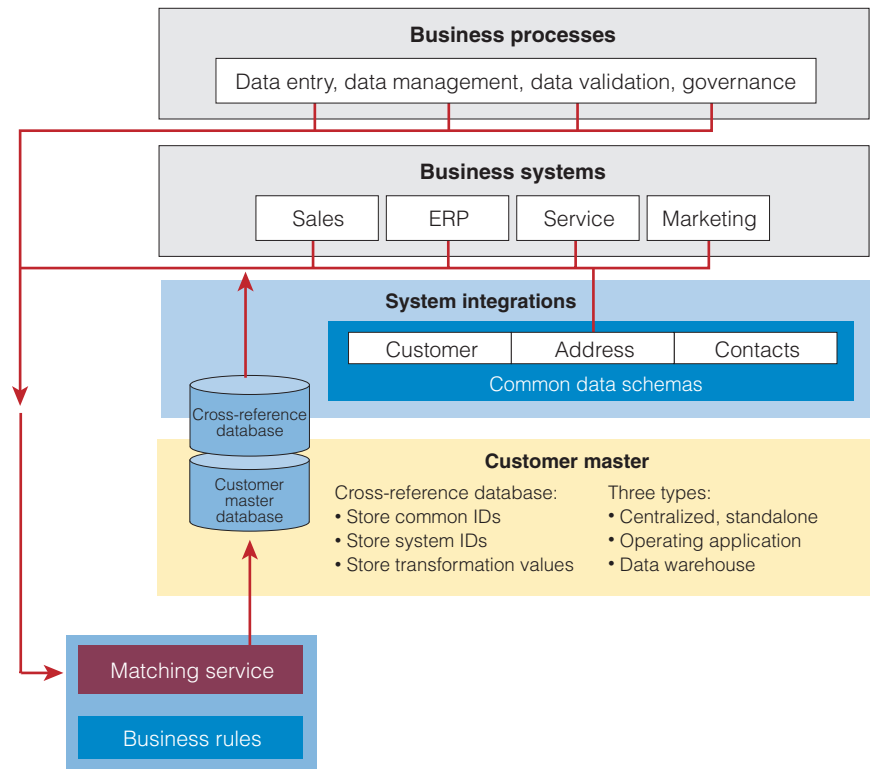 Business processes
Data entry, data management, data validation, governance
Business systems
Sales
ERP
Service
Marketing
System integrations
Customer
Address
Contacts
Common data schemas
Cross-reference
database
Customer
master
database
Customer master
Cross-reference database:
• Store common IDs
• Store system IDs
• Store transformation values
Three types:
• Centralized, standalone
• Operating application
• Data warehouse
Matching service
Business rules